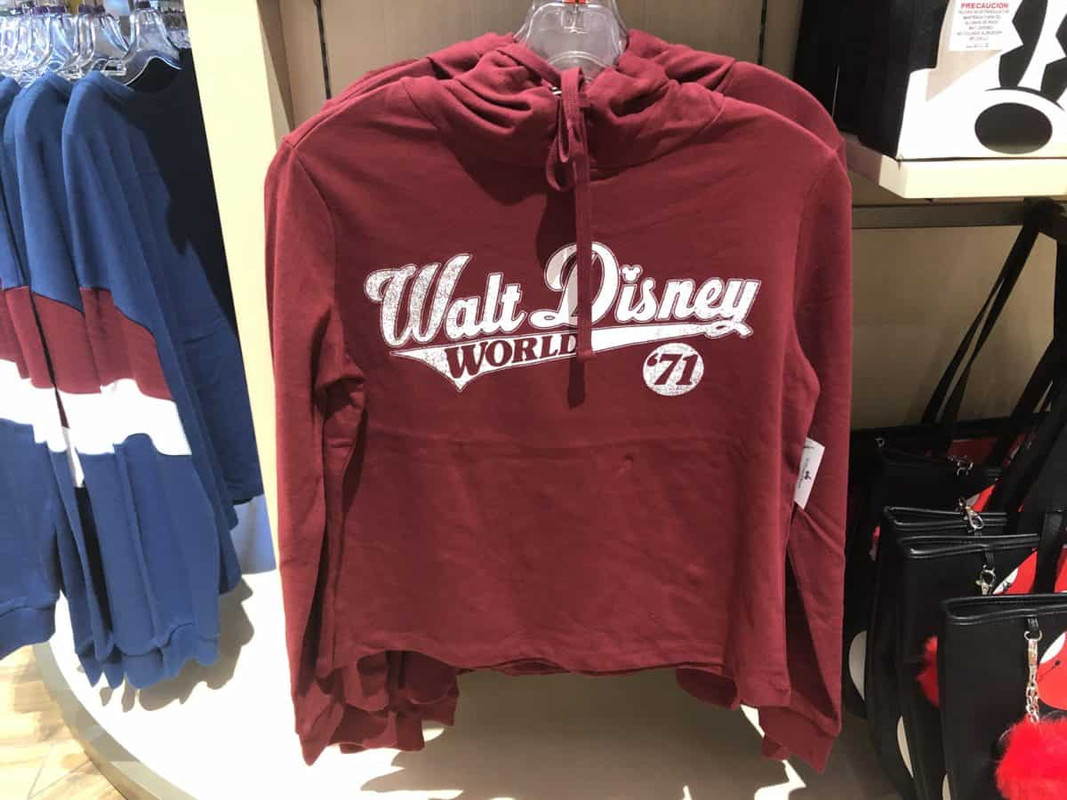 Walt Disney
WORLD
‘71
PRECAUCION